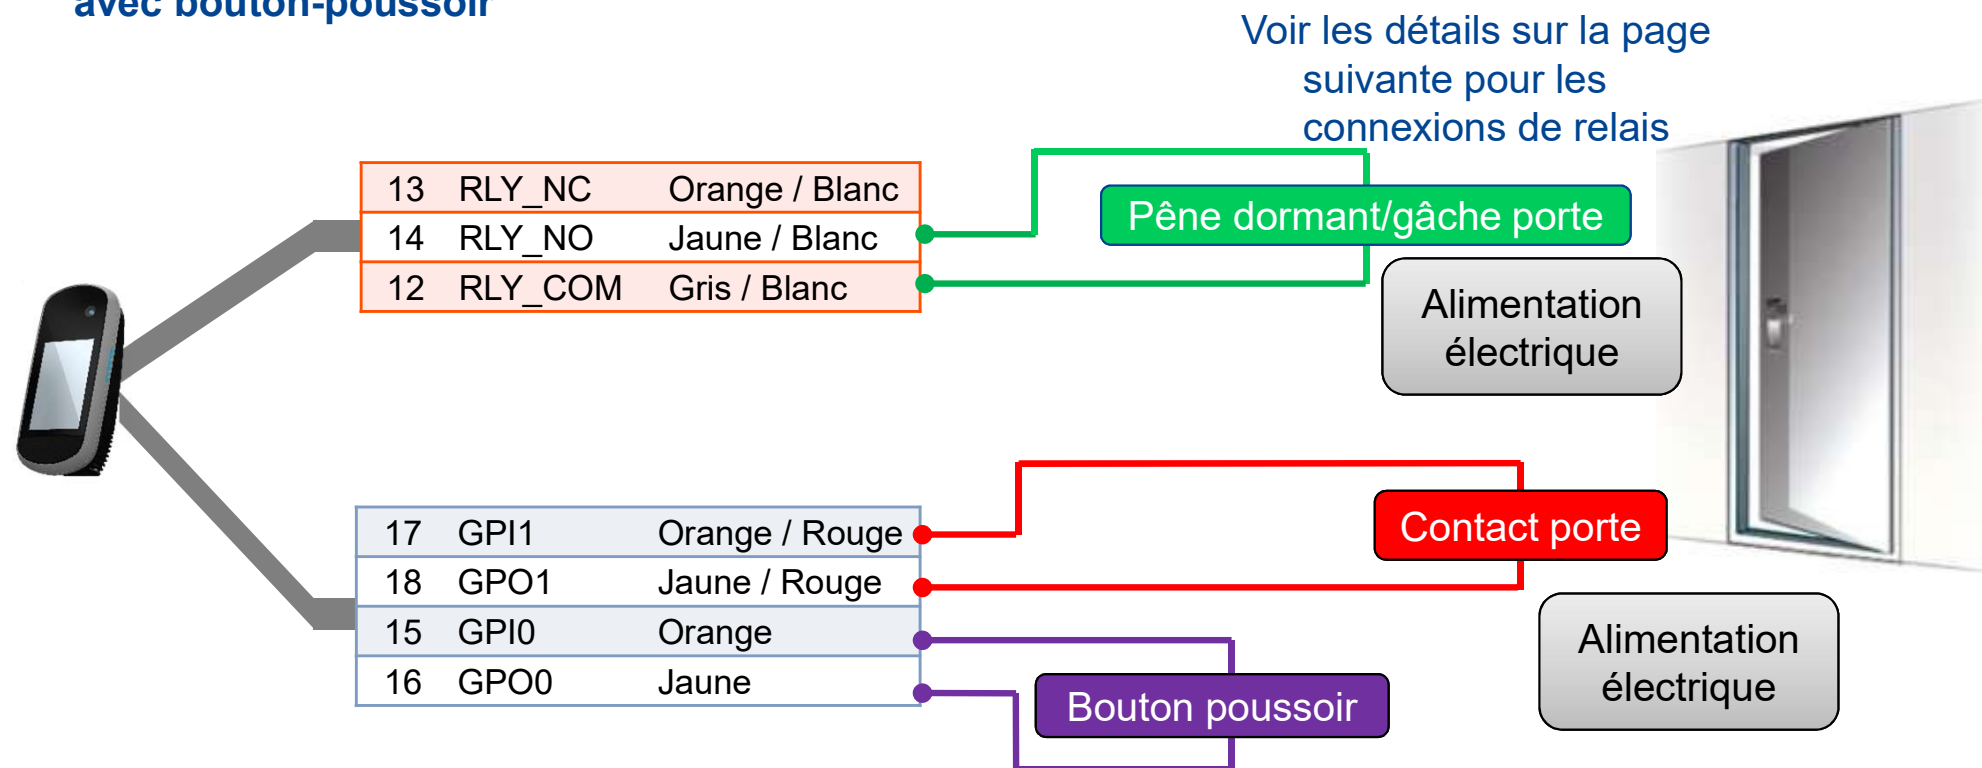 avec bouton-poussoir
Voir les détails sur la page
suivante pour les
connexions de relais
13 RLY_NC Orange / Blanc
14 RLY_NO Jaune / Blanc
12 RLY_COM Gris / Blanc
Pêne dormant/gâche porte
Alimentation
électrique
17 GPI1 Orange / Rouge
18 GPO1 Jaune / Rouge
15 GPI0 Orange
16 GPO0 Jaune
Contact porte
Bouton poussoir
Alimentation
électrique